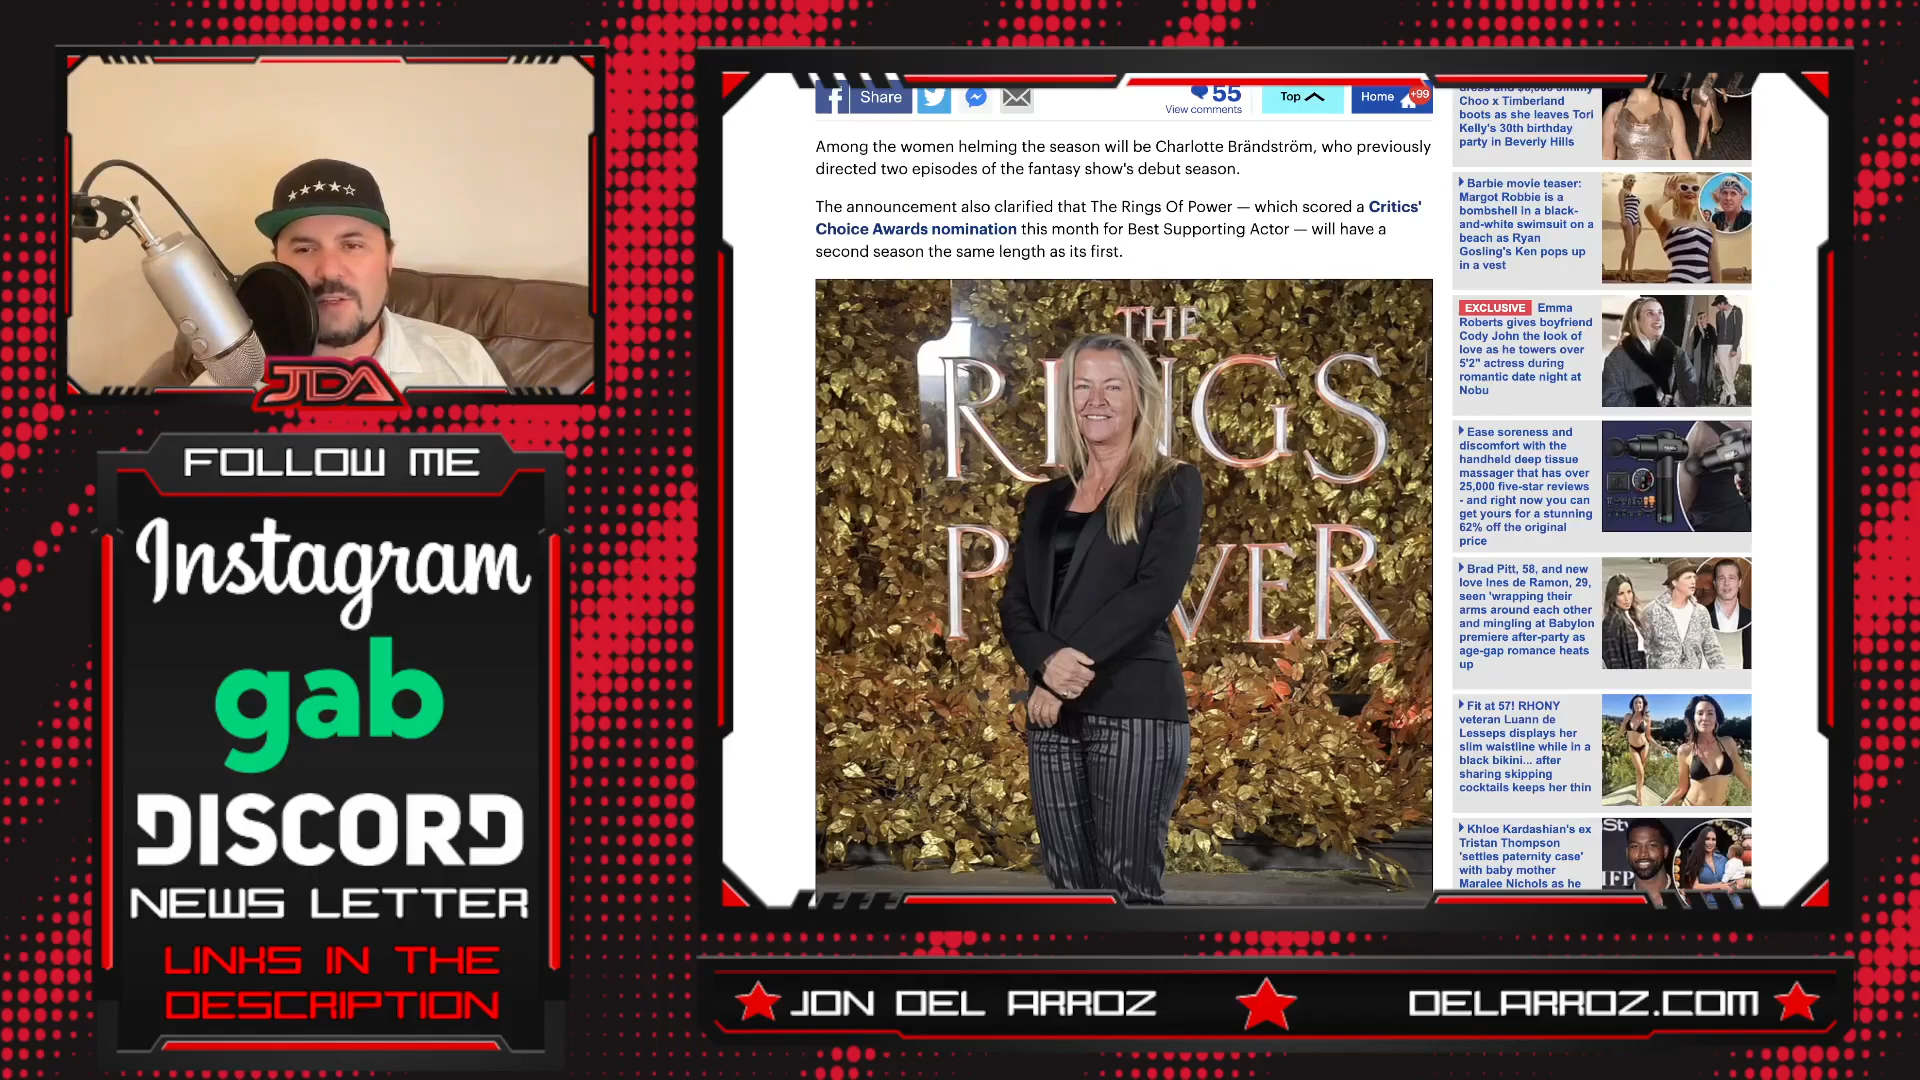 JDA
FOLLOW ME
Instagram
gab
DISCORD
NEWS LETTER
LINKS IN THE
DESCRIPTION
Share
55
View comments
Top
Home
+99
Among the women helming the season will be Charlotte Brändström, who previously
directed two episodes of the fantasy show's debut season.
The announcement also clarified that The Rings Of Power — which scored a Critics'
Choice Awards nomination this month for Best Supporting Actor — will have a
second season the same length as its first.
THE
RINGS
POWER
Choo x Timberland
boots as she leaves Tori
Kelly's 30th birthday
party in Beverly Hills
Barbie movie teaser:
Margot Robbie is a
bombshell in a black-
and-white swimsuit on a
beach as Ryan
Gosling's Ken pops up
in a vest
EXCLUSIVE Emma
Roberts gives boyfriend
Cody John the look of
love as he towers over
5'2" actress during
romantic date night at
Nobu
Ease soreness and
discomfort with the
handheld deep tissue
massager that has over
25,000 five-star reviews
- and right now you can
get yours for a stunning
62% off the original
price
Brad Pitt, 58, and new
love Ines de Ramon, 29,
seen 'wrapping their
arms around each other
and mingling at Babylon
premiere after-party as
age-gap romance heats
up
Fit at 57! RHONY
veteran Luann de
Lesseps displays her
slim waistline while in a
black bikini... after
sharing skipping
cocktails keeps her thin
Khloe Kardashian's ex
Tristan Thompson
'settles paternity case'
with baby mother
Maralee Nichols as he
JON DEL ARROZ
DELARROZ.COM